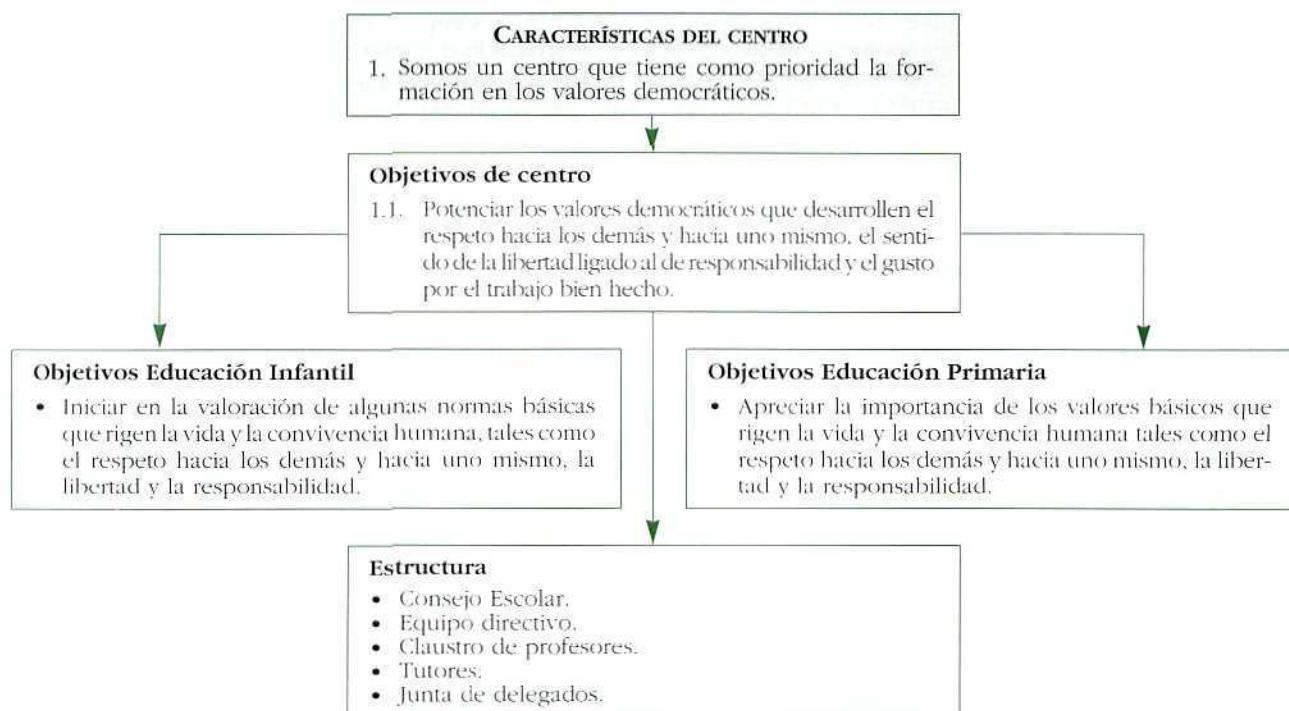 CARACTERÍSTICAS DEL CENTRO
1. Somos un centro que tiene como prioridad la for-
mación en los valores democráticos.
Objetivos de centro
1.1. Potenciar los valores democráticos que desarrollen el
respeto hacia los demás y hacia uno mismo, el senti-
do de la libertad ligado al de responsabilidad y el gusto
por el trabajo bien hecho.
Objetivos Educación Infantil
• Iniciar en la valoración de algunas normas básicas
que rigen la vida y la convivencia humana, tales como
el respeto hacia los demás y hacia uno mismo, la
libertad y la responsabilidad.
Objetivos Educación Primaria
• Apreciar la importancia de los valores básicos que
rigen la vida y la convivencia humana tales como el
respeto hacia los demás y hacia uno mismo, la liber-
tad y la responsabilidad.
Estructura
• Consejo Escolar.
• Equipo directivo.
• Claustro de profesores.
• Tutores.
• Junta de delegados.